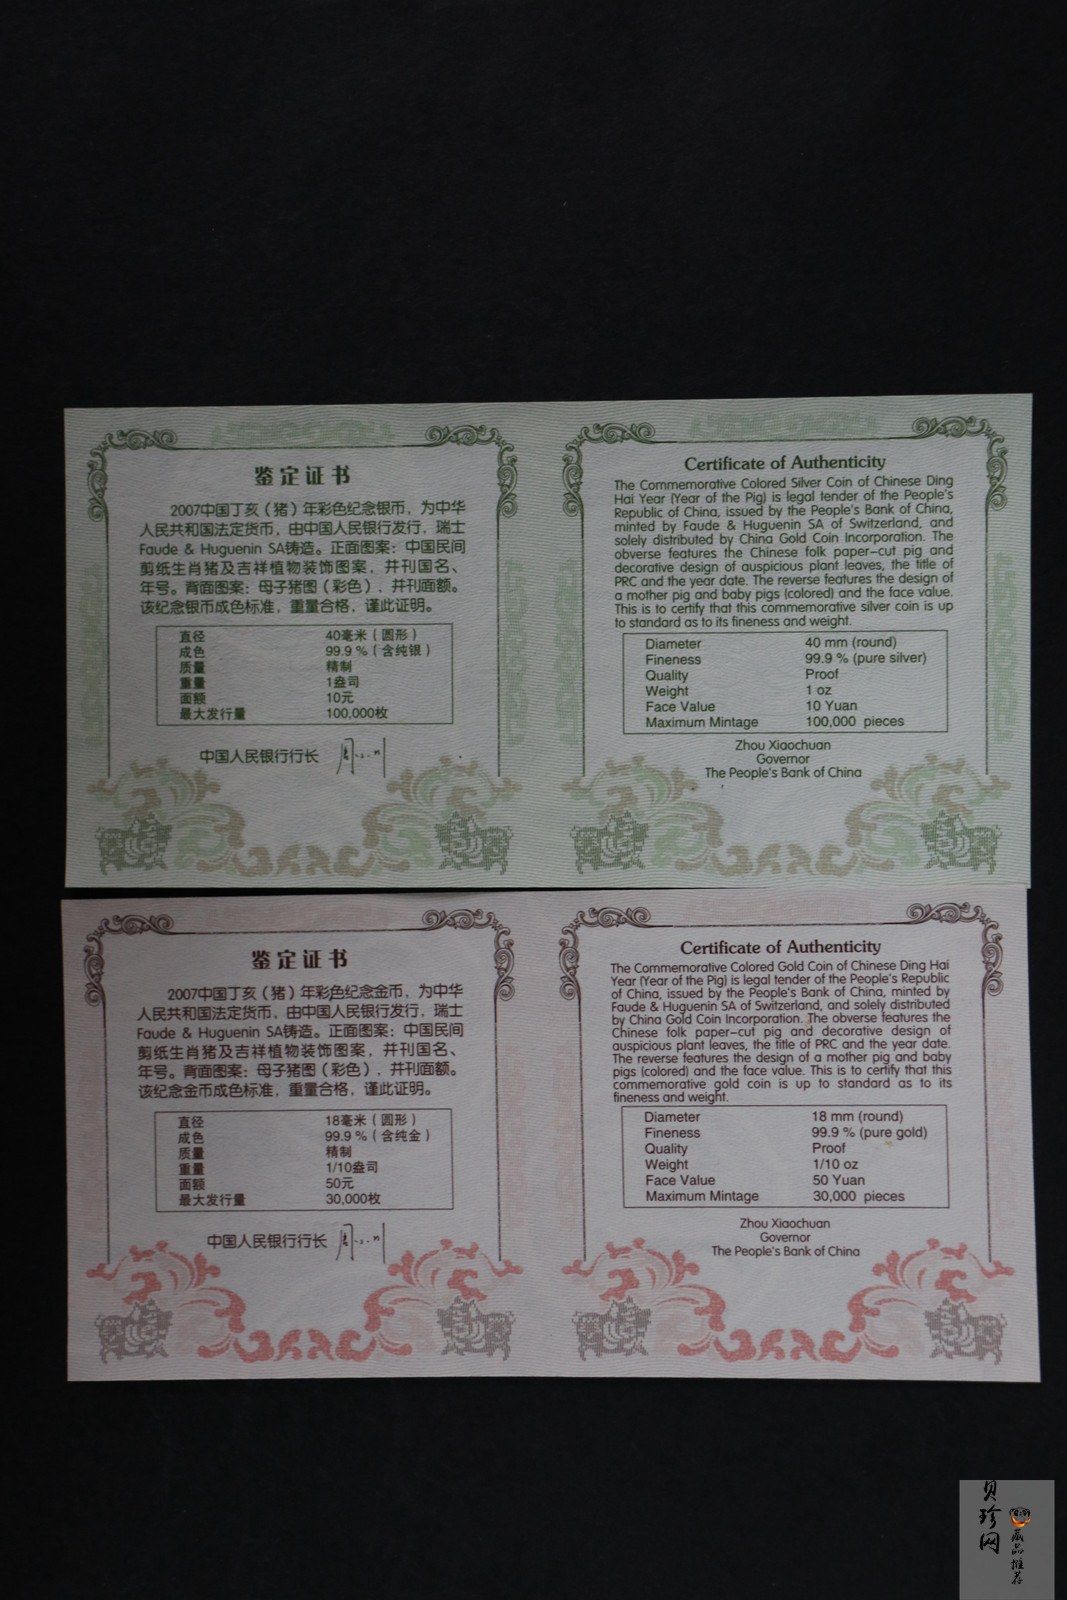 鉴定证书
2007中国丁亥（猪）年彩色纪念银币，为中华
人民共和国法定货币，由中国人民银行发行，瑞士
Faude & Huguenin SA铸造。正面图案：中国民间
剪纸生肖猪及吉祥植物装饰图案，并刊国名、
年号。背面图案：母子猪图（彩色），并刊面额。
该纪念银币成色标准，重量合格，谨此证明。
直径 40毫米（圆形）
成色 99.9 %（含纯银）
质量 精制
重量 1盎司
面额 10元
最大发行量 100,000枚
中国人民银行行长
Certificate of Authenticity
The Commemorative Colored Silver Coin of Chinese Ding
Hai Year (Year of the Pig) is legal tender of the People's
Republic of China, issued by the People's Bank of China,
minted by Faude & Huguenin SA of Switzerland, and
solely distributed by China Gold Coin Incorporation. The
obverse features the Chinese folk paper-cut pig and
decorative design of auspicious plant leaves, the title of
PRC and the year date. The reverse features the design of
a mother pig and baby pigs (colored) and the face value.
This is to certify that this commemorative silver coin is up
to standard as to its fineness and weight.
Diameter 40 mm (round)
Fineness 99.9 % (pure silver)
Quality Proof
Weight 1 oz
Face Value 10 Yuan
Maximum Mintage 100,000 pieces
Zhou Xiaochuan
Governor
The People's Bank of China
鉴定证书
2007中国丁亥（猪）年彩色纪念金币，为中华
人民共和国法定货币，由中国人民银行发行，瑞士
Faude & Huguenin SA铸造。正面图案：中国民间
剪纸生肖猪及吉祥植物装饰图案，并刊国名、
年号。背面图案：母子猪图（彩色），并刊面额。
该纪念金币成色标准，重量合格，谨此证明。
直径 18毫米（圆形）
成色 99.9 %（含纯金）
质量 精制
重量 1/10盎司
面额 50元
最大发行量 30,000枚
中国人民银行行长
Certificate of Authenticity
The Commemorative Colored Gold Coin of Chinese Ding Hai
Year (Year of the Pig) is legal tender of the People's Republic
of China, issued by the People's Bank of China, minted by
Faude & Huguenin SA of Switzerland, and solely distributed
by China Gold Coin Incorporation. The obverse features the
Chinese folk paper-cut pig and decorative design of
auspicious plant leaves, the title of PRC and the year date.
The reverse features the design of a mother pig and baby
pigs (colored) and the face value. This is to certify that this
commemorative gold coin is up to standard as to its
fineness and weight.
Diameter 18 mm (round)
Fineness 99.9 % (pure gold)
Quality Proof
Weight 1/10 oz
Face Value 50 Yuan
Maximum Mintage 30,000 pieces
Zhou Xiaochuan
Governor
The People's Bank of China
贝珍网
藏品推荐